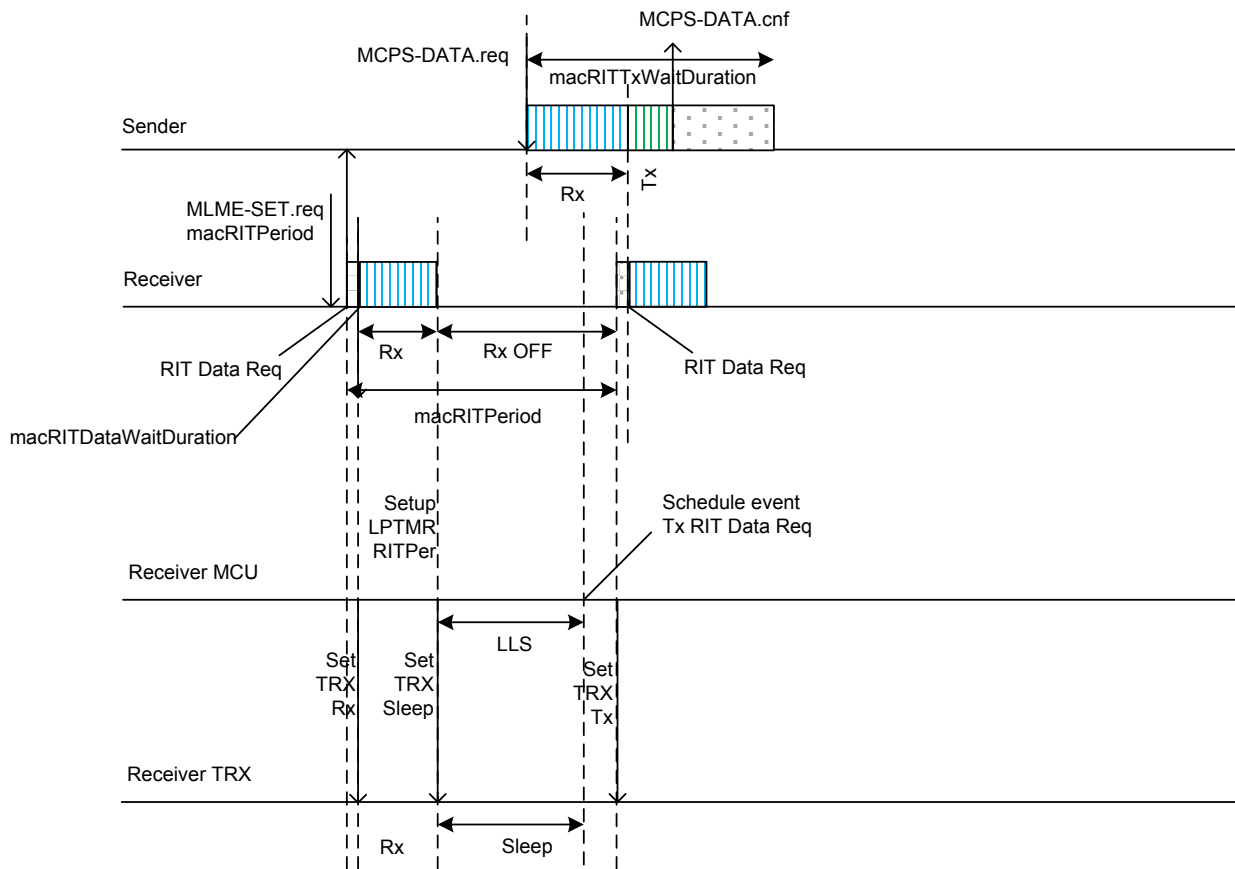 MCPS-DATA.cnf
MCPS-DATA.req
macRITTxWaitDuration
Sender
Rx
Tx
MLME-SET.req
macRITPeriod
Receiver
Rx
Rx OFF
RIT Data Req
RIT Data Req
macRITPeriod
macRITDataWaitDuration
Setup
LPTMR
RITPer
Schedule event
Tx RIT Data Req
Receiver MCU
LLS
Set
TRX
Rx
Set
TRX
Sleep
Set
TRX
Tx
Receiver TRX
Rx
Sleep